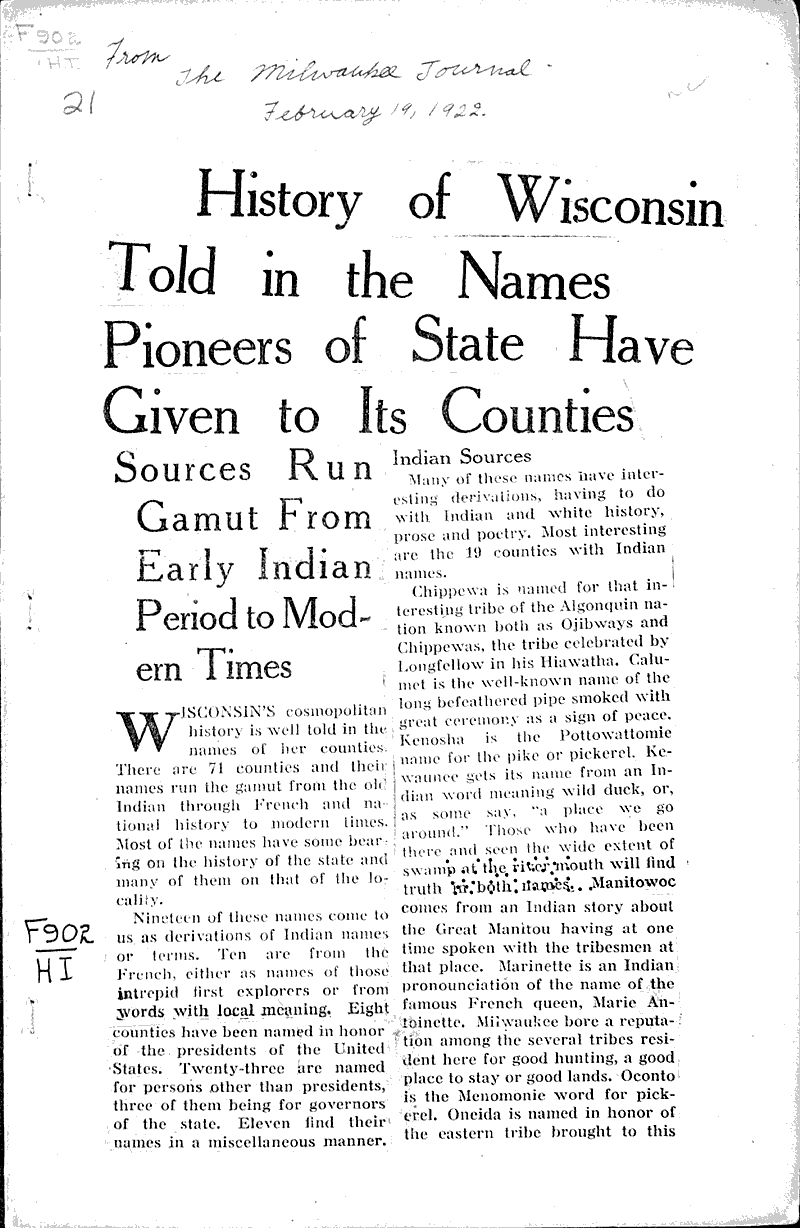 F902
HI
From
The Milwaukee Journal -
February 19, 1922.
21
History of Wisconsin
Told in the Names
Pioneers of State Have
Given to Its Counties
Sources Run
Gamut From
Early Indian
Period to Mod-
ern Times
WISCONSIN'S cosmopolitan
history is well told in the
names of her counties.
There are 71 counties and their
names run the gamut from the old
Indian through French and na-
tional history to modern times.
Most of the names have some bear-
ing on the history of the state and
many of them on that of the lo-
cality.
Nineteen of these names come to
us as derivations of Indian names
or terms. Ten are from the
French, either as names of those
intrepid first explorers or from
words with local meaning. Eight
counties have been named in honor
of the presidents of the United
States. Twenty-three are named
for persons other than presidents,
three of them being for governors
of the state. Eleven find their
names in a miscellaneous manner.
F902
HI
Indian Sources
Many of these names have inter-
esting derivations, having to do
with Indian and white history,
prose and poetry. Most interesting
are the 19 counties with Indian
names.
Chippewa is named for that in-
teresting tribe of the Algonquin na-
tion known both as Ojibways and
Chippewas, the tribe celebrated by
Longfellow in his Hiawatha. Calu-
met is the well-known name of the
long befeathered pipe smoked with
great ceremony as a sign of peace.
Kenosha is the Pottowattomie
name for the pike or pickerel. Ke-
waunee gets its name from an In-
dian word meaning wild duck, or,
as some say, "a place we go
around." Those who have been
there and seen the wide extent of
swamp at the river mouth will find
truth in both names. Manitowoc
comes from an Indian story about
the Great Manitou having at one
time spoken with the tribesmen at
that place. Marinette is an Indian
pronounciation of the name of the
famous French queen, Marie An-
toinette. Milwaukee bore a reputa-
tion among the several tribes resi-
dent here for good hunting, a good
place to stay or good lands. Oconto
is the Menomonie word for pick-
erel. Oneida is named in honor of
the eastern tribe brought to this